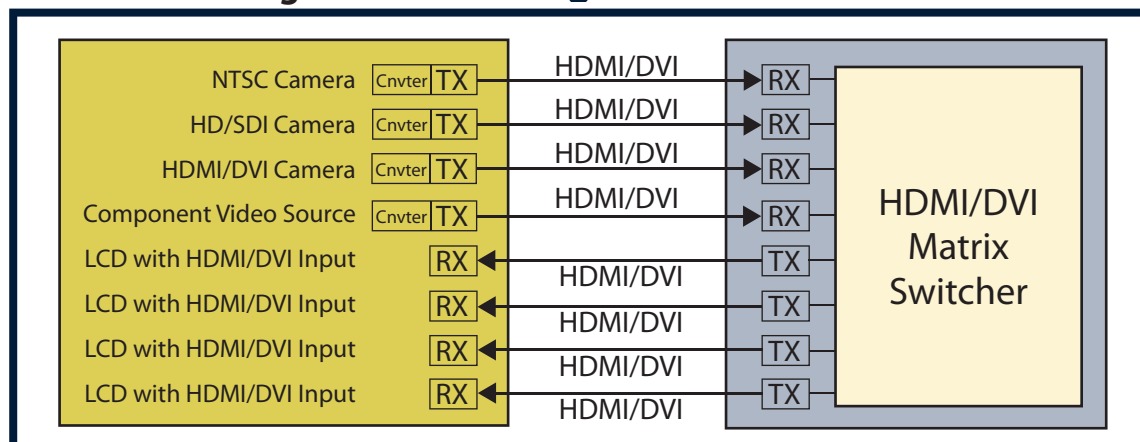 NTSC Camera Cnvter TX HDMI/DVI RX
HD/SDI Camera Cnvter TX HDMI/DVI RX
HDMI/DVI Camera Cnvter TX HDMI/DVI RX
Component Video Source Cnvter TX HDMI/DVI RX
LCD with HDMI/DVI Input RX HDMI/DVI TX
LCD with HDMI/DVI Input RX HDMI/DVI TX
LCD with HDMI/DVI Input RX HDMI/DVI TX
LCD with HDMI/DVI Input RX HDMI/DVI TX
HDMI/DVI
Matrix
Switcher